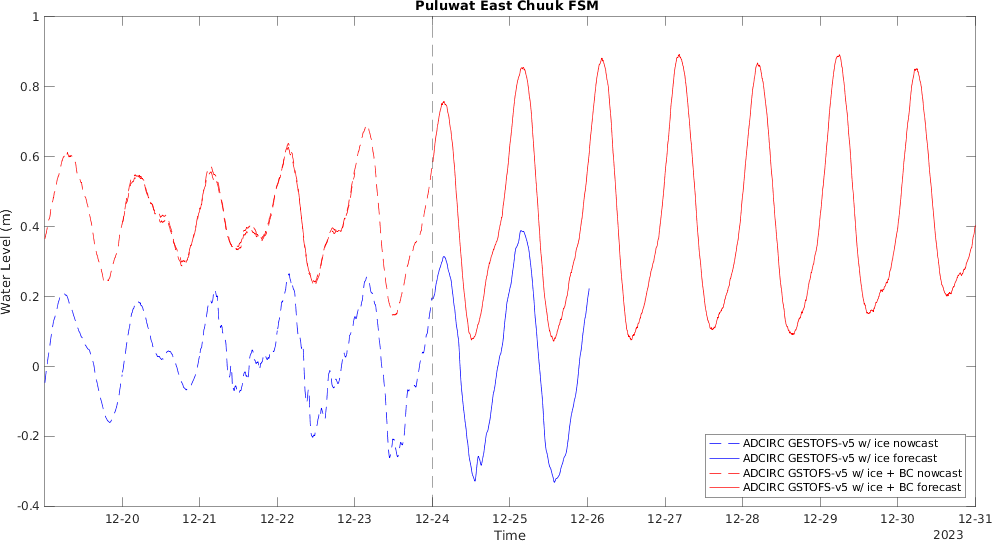 Puluwat East Chuuk FSM
1
0.8
0.6
0.4
0.2
0
-0.2
-0.4
Water Level (m)
ADCIRC GESTOFS-v5 w/ ice nowcast
ADCIRC GESTOFS-v5 w/ ice forecast
ADCIRC GSTOFS-v5 w/ ice + BC nowcast
ADCIRC GSTOFS-v5 w/ ice + BC forecast
12-20 12-21 12-22 12-23 12-24 12-25 12-26 12-27 12-28 12-29 12-30 12-31
Time
2023